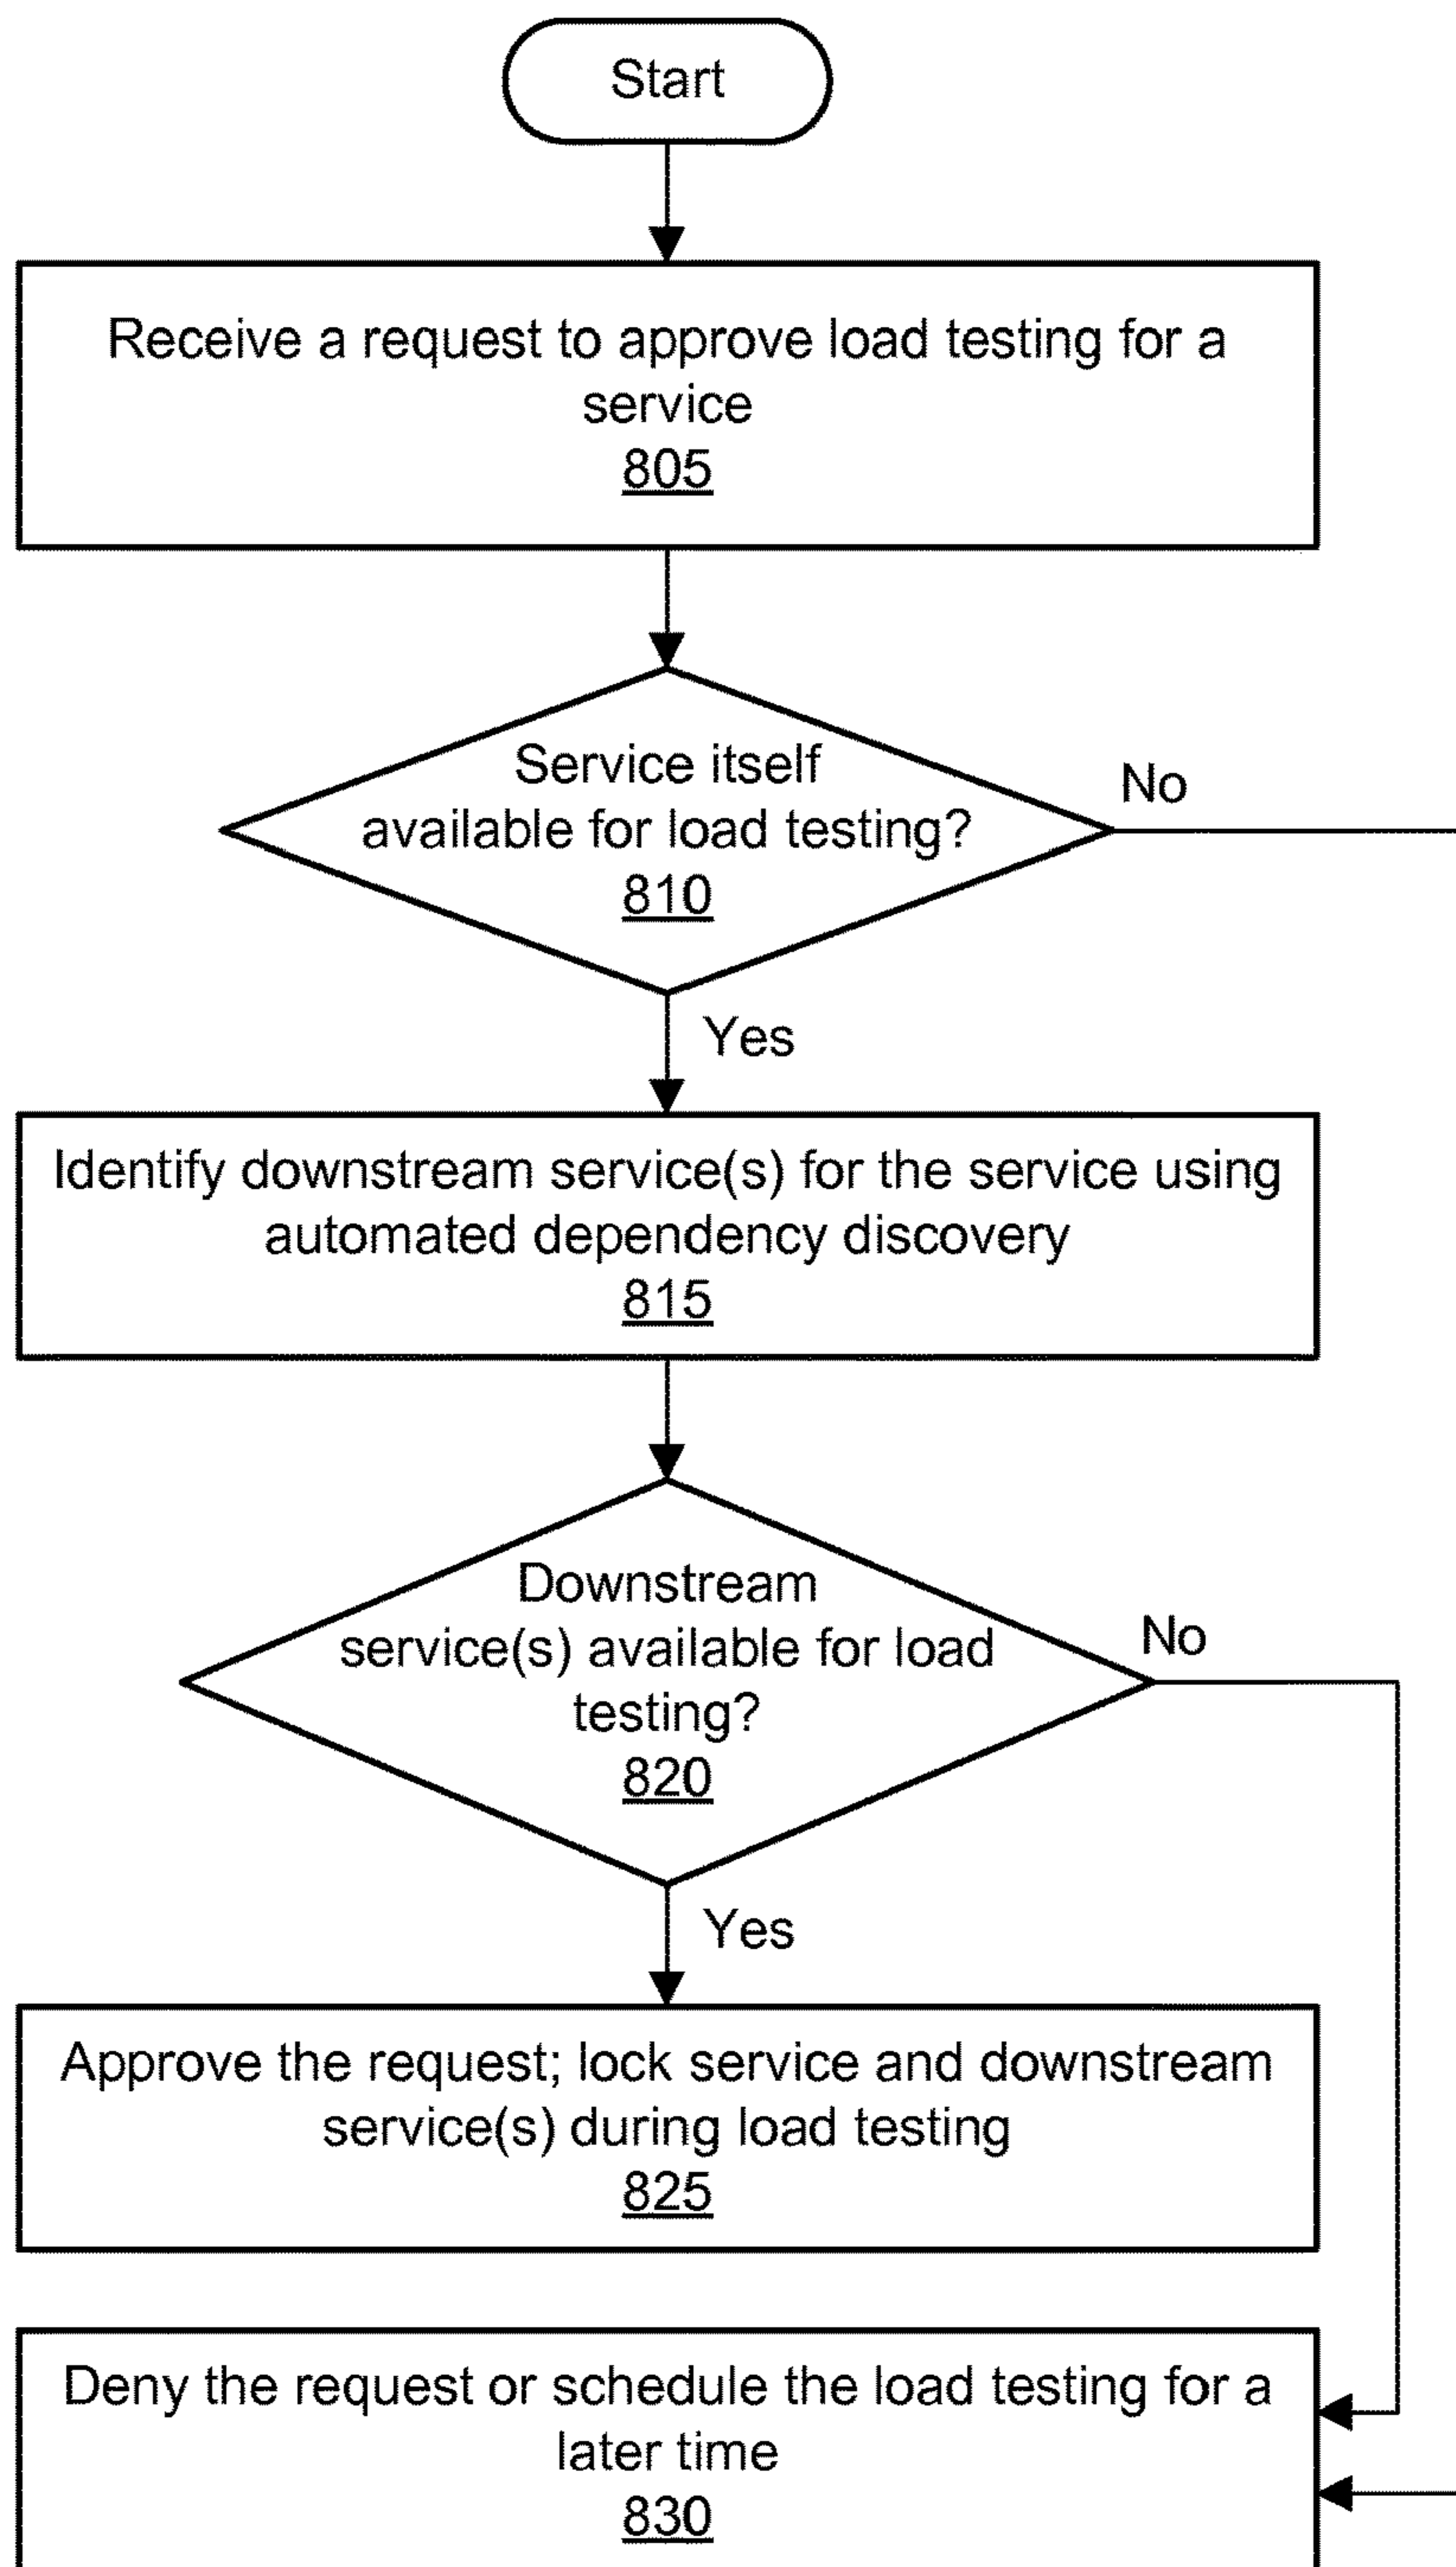 Start
Receive a request to approve load testing for a
service
805
Service itself
available for load testing?
810
No
Yes
Identify downstream service(s) for the service using
automated dependency discovery
815
Downstream
service(s) available for load
testing?
820
No
Yes
Approve the request; lock service and downstream
service(s) during load testing
825
Deny the request or schedule the load testing for a
later time
830